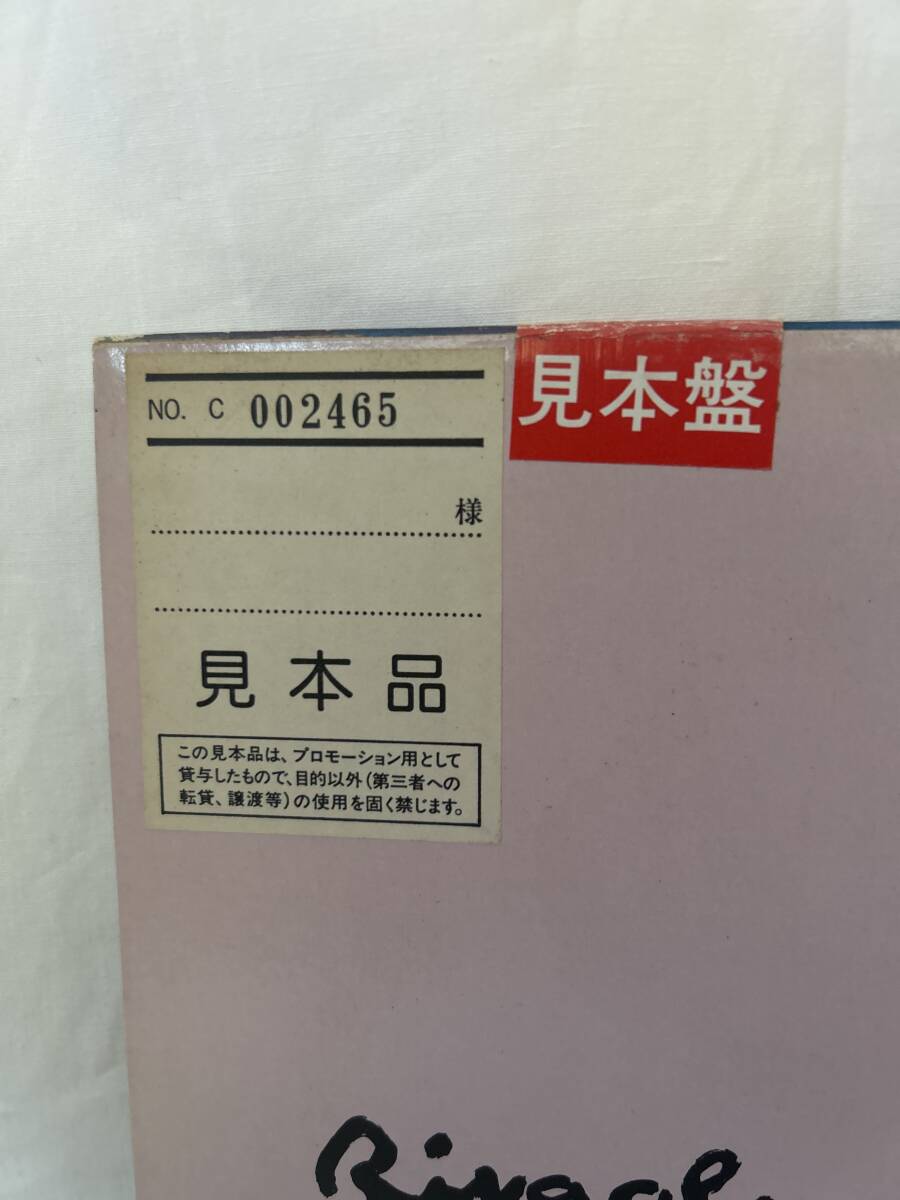 NO. C 002465
見本盤
様
見本品
この見本品は、プロモーション用として
貸与したもので、目的以外(第三者への
転貸、譲渡等)の使用を固く禁じます。